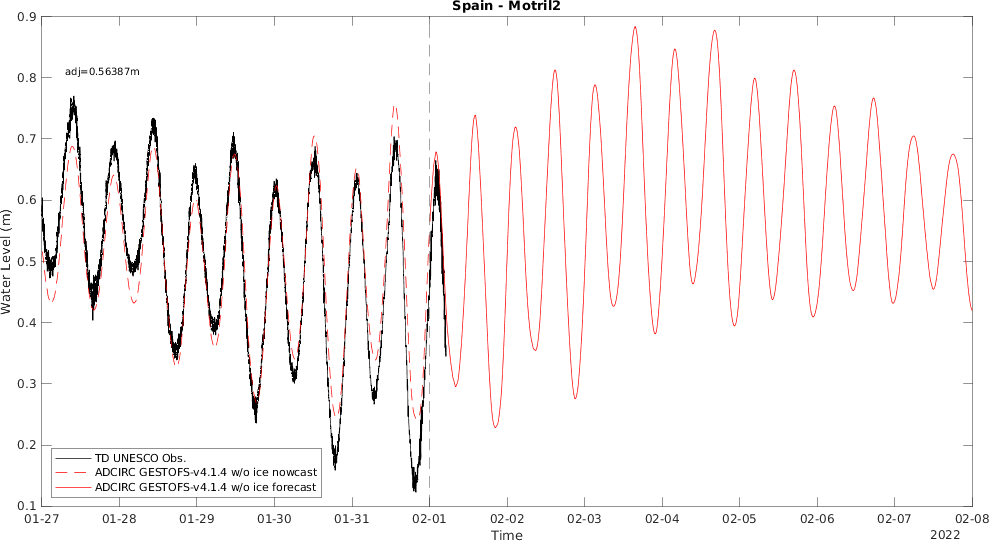 Spain - Motril2
0.9
0.8
0.7
0.6
0.5
0.4
0.3
0.2
0.1
Water Level (m)
adj=0.56387m
TD UNESCO Obs.
ADCIRC GESTOFS-v4.1.4 w/o ice nowcast
ADCIRC GESTOFS-v4.1.4 w/o ice forecast
01-27 01-28 01-29 01-30 01-31 02-01 02-02 02-03 02-04 02-05 02-06 02-07 02-08
Time
2022